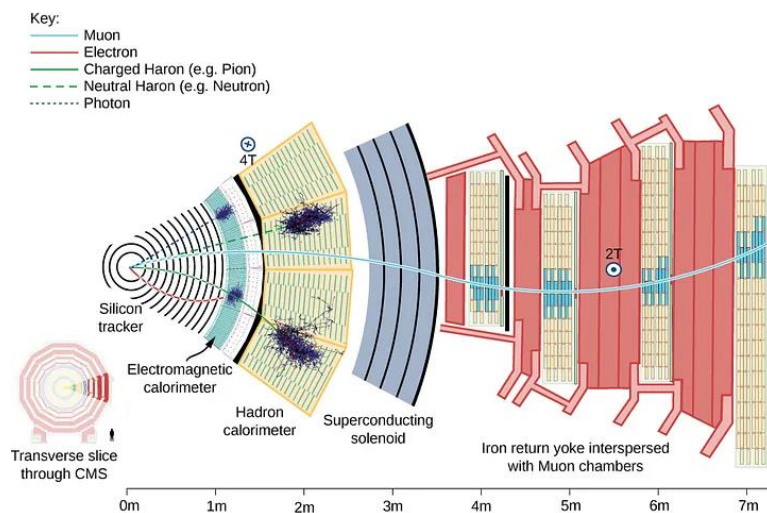 Key:
Muon
Electron
Charged Haron (e.g. Pion)
Neutral Haron (e.g. Neutron)
Photon
4T
2T
Silicon
tracker
Electromagnetic
calorimeter
Hadron
calorimeter
Superconducting
solenoid
Iron return yoke interspersed
with Muon chambers
Transverse slice
through CMS
0m 1m 2m 3m 4m 5m 6m 7m